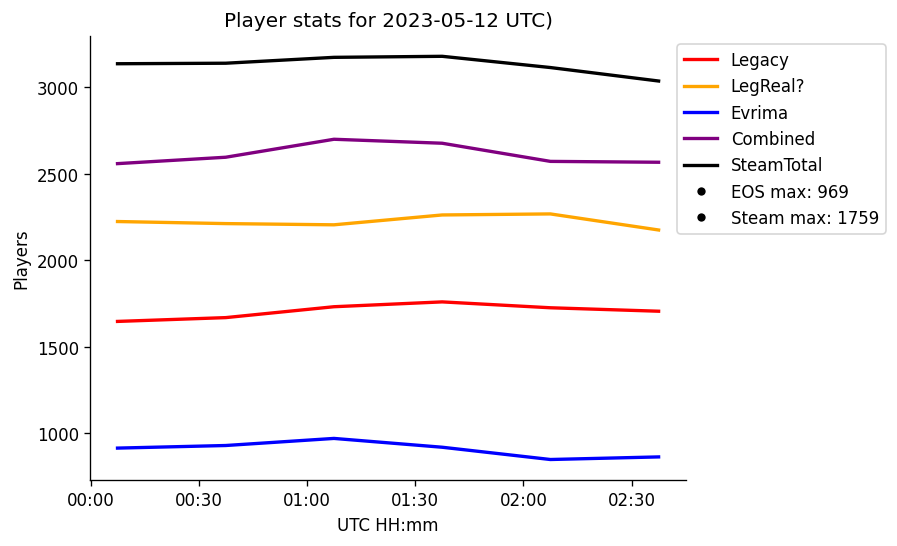 Player stats for 2023-05-12 UTC)
Legacy
LegReal?
Evrima
Combined
SteamTotal
EOS max: 969
Steam max: 1759
3000
2500
2000
1500
1000
Players
00:00 00:30 01:00 01:30 02:00 02:30
UTC HH:mm